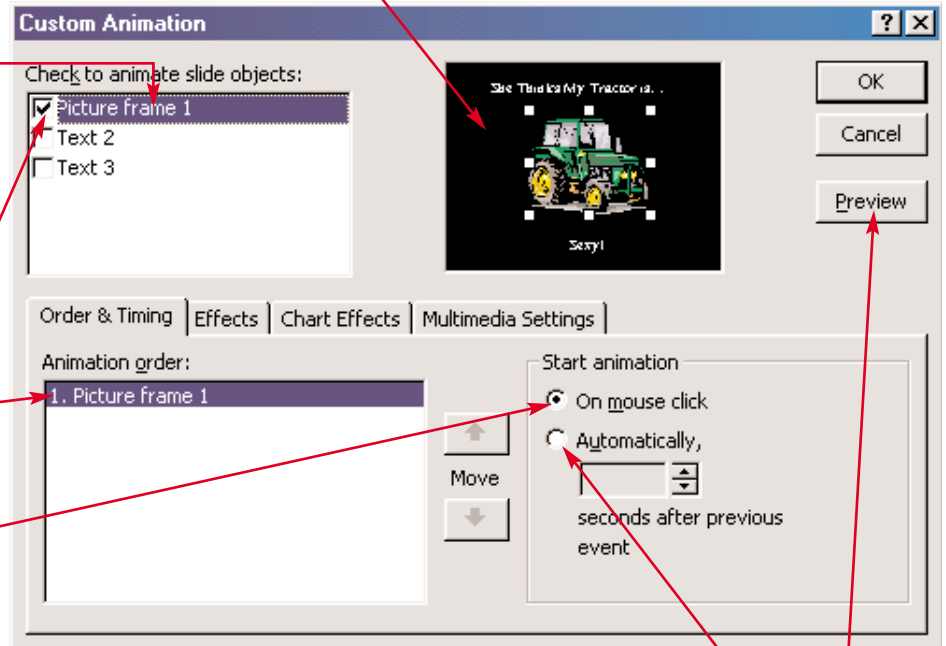 Custom Animation
Check to animate slide objects:
Picture frame 1
Text 2
Text 3
She Thinks My Tractor is. .
Sexy!
OK
Cancel
Preview
Order & Timing
Effects
Chart Effects
Multimedia Settings
Animation order:
1. Picture frame 1
Move
Start animation
On mouse click
Automatically,
seconds after previous
event